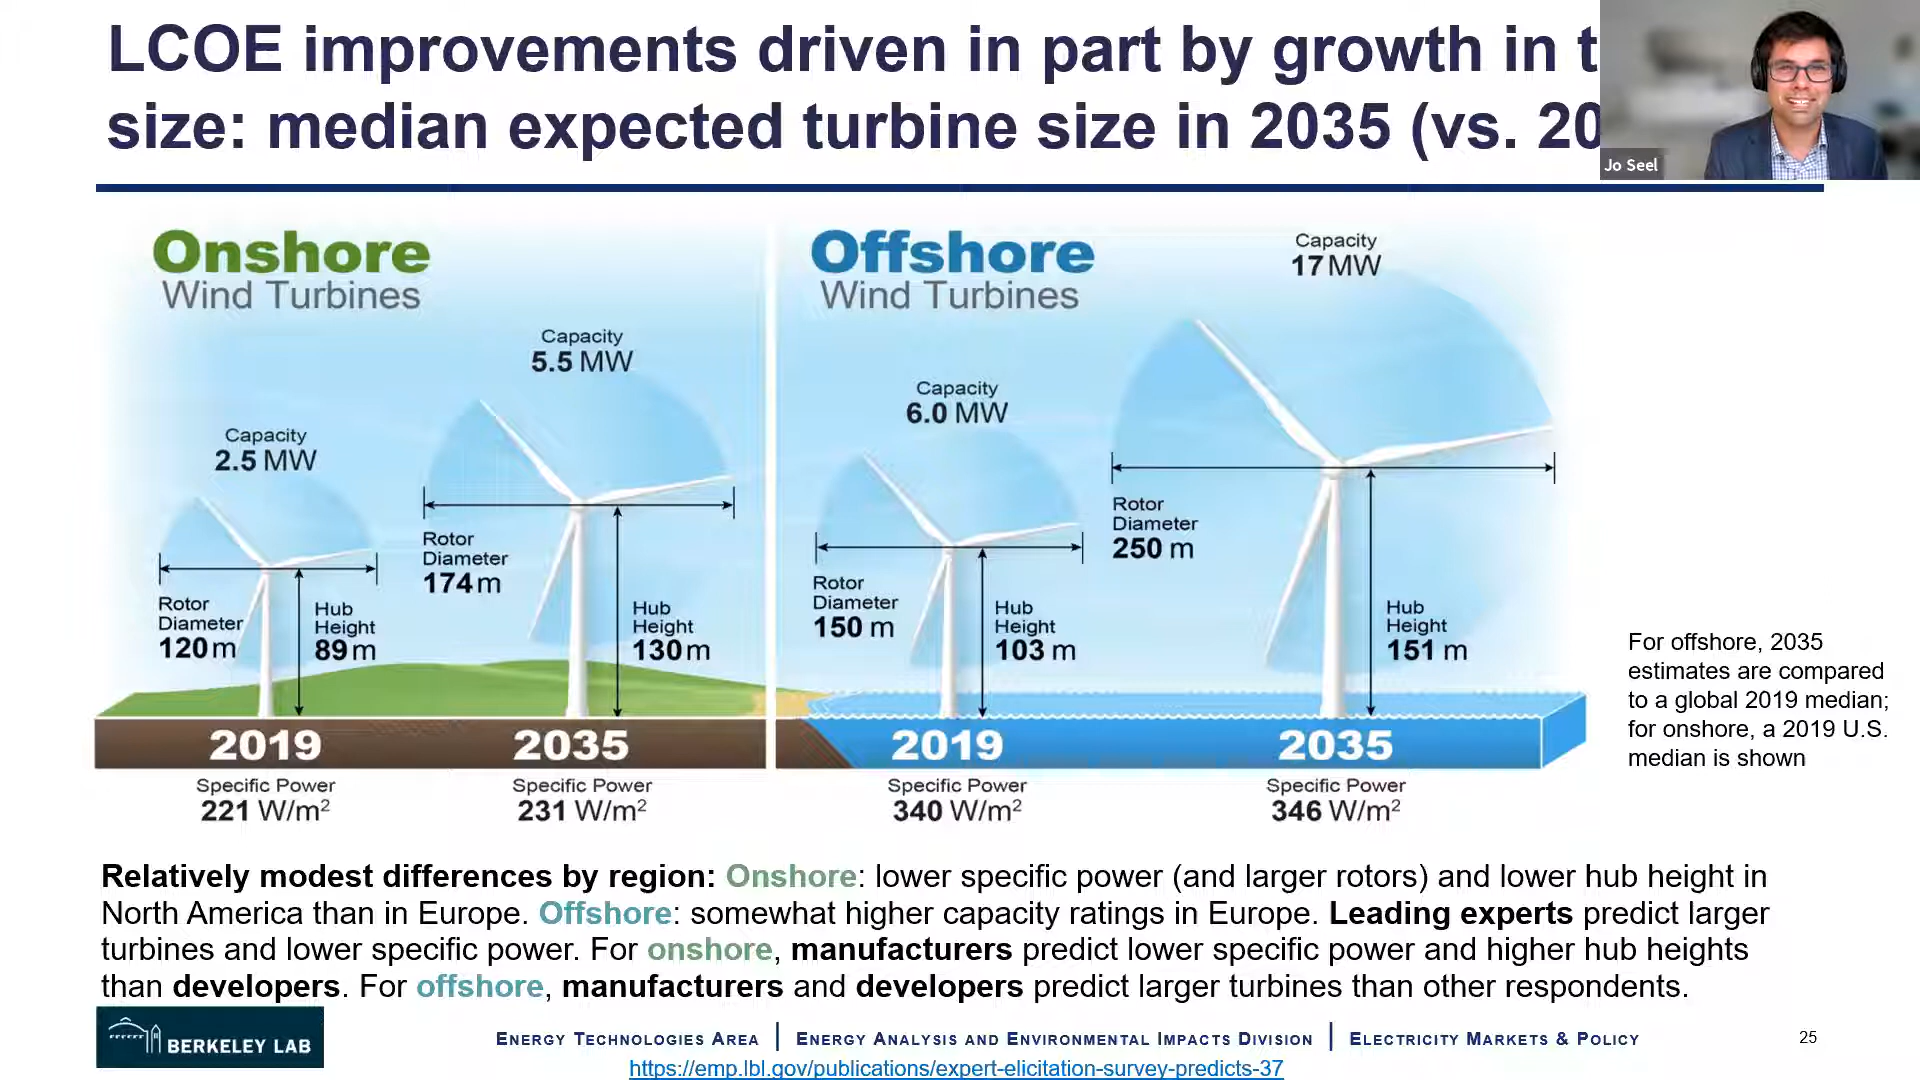 LCOE improvements driven in part by growth in
size: median expected turbine size in 2035 (vs. 20
Jo Seel
Onshore
Wind Turbines
Capacity
2.5 MW
Rotor
Diameter
120 m
Hub
Height
89 m
Capacity
5.5 MW
Rotor
Diameter
174 m
Hub
Height
130 m
2019
2035
Specific Power
221 W/m²
Specific Power
231 W/m²
Offshore
Wind Turbines
Capacity
6.0 MW
Rotor
Diameter
150 m
Hub
Height
103 m
Capacity
17 MW
Rotor
Diameter
250 m
Hub
Height
151 m
2019
2035
Specific Power
340 W/m²
Specific Power
346 W/m²
For offshore, 2035
estimates are compared
to a global 2019 median;
for onshore, a 2019 U.S.
median is shown
Relatively modest differences by region: Onshore: lower specific power (and larger rotors) and lower hub height in
North America than in Europe. Offshore: somewhat higher capacity ratings in Europe. Leading experts predict larger
turbines and lower specific power. For onshore, manufacturers predict lower specific power and higher hub heights
than developers. For offshore, manufacturers and developers predict larger turbines than other respondents.
BERKELEY LAB
ENERGY TECHNOLOGIES AREA | ENERGY ANALYSIS AND ENVIRONMENTAL IMPACTS DIVISION | ELECTRICITY MARKETS & POLICY
25
https://emp.lbl.gov/publications/expert-elicitation-survey-predicts-37